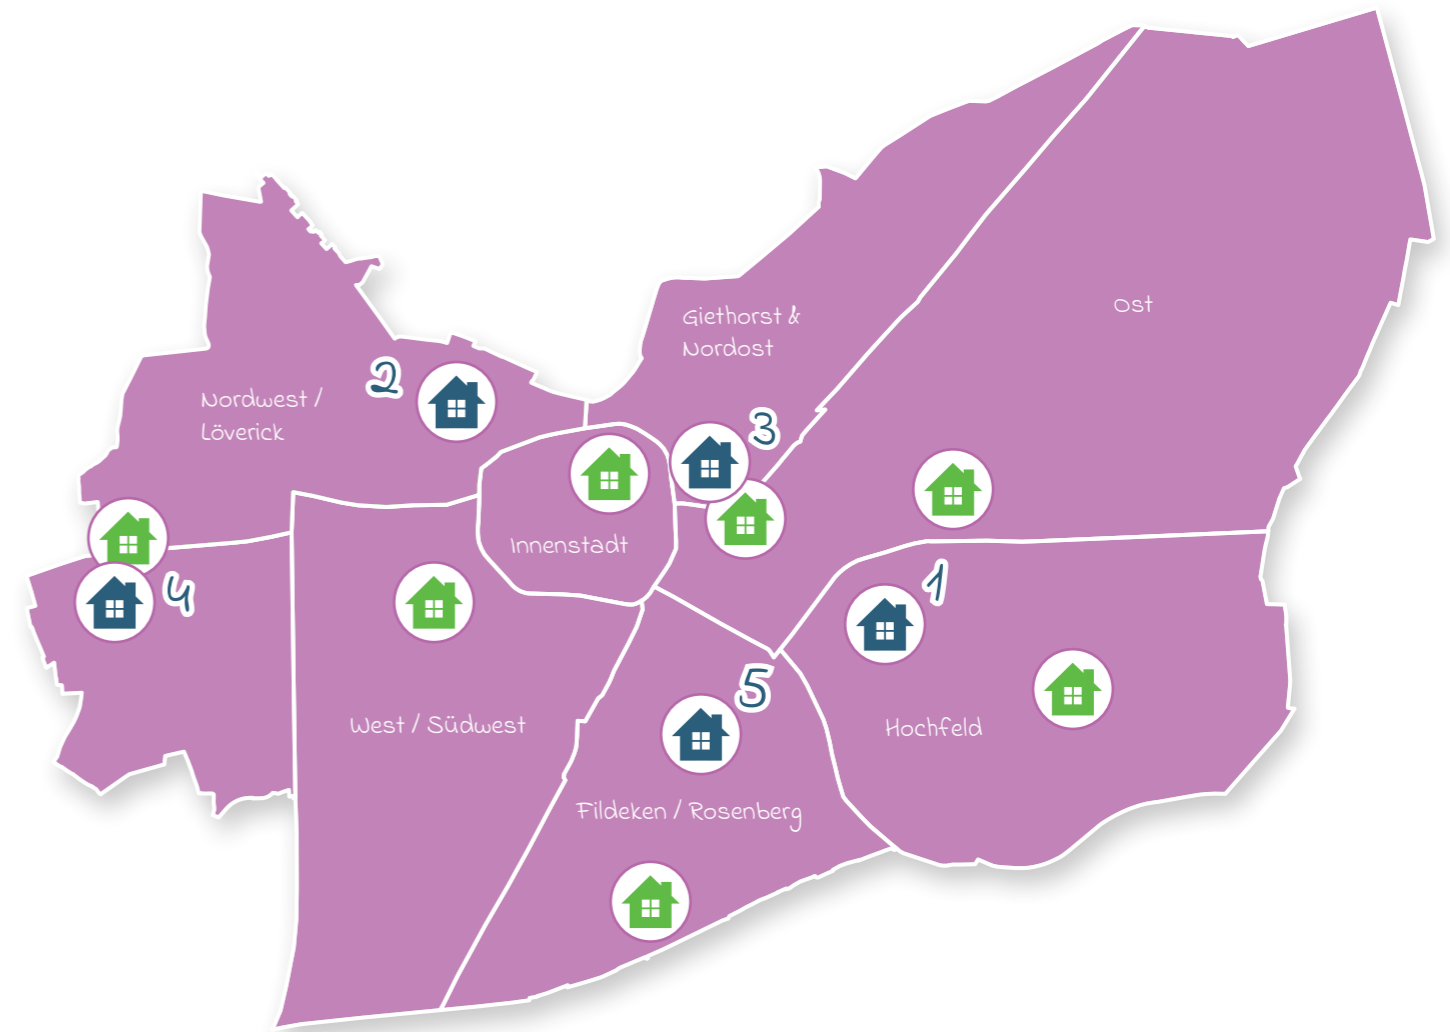 Ost
Giethorst &
Nordost
2
Nordwest /
Löverick
3
Innenstadt
1
4
5
West / Südwest
Hochfeld
Fildeken / Rosenberg